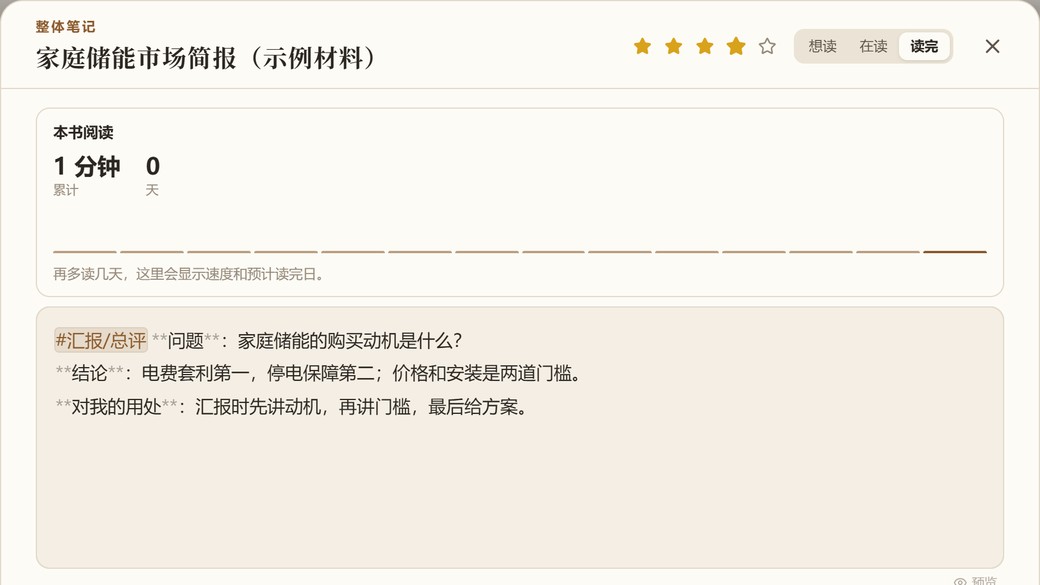 整体笔记
家庭储能市场简报（示例材料）
想读 在读 读完
本书阅读
1 分钟 0
累计 天
再多读几天，这里会显示速度和预计读完日。
#汇报/总评 **问题**：家庭储能的购买动机是什么？
**结论**：电费套利第一，停电保障第二；价格和安装是两道门槛。
**对我的用处**：汇报时先讲动机，再讲门槛，最后给方案。
预览